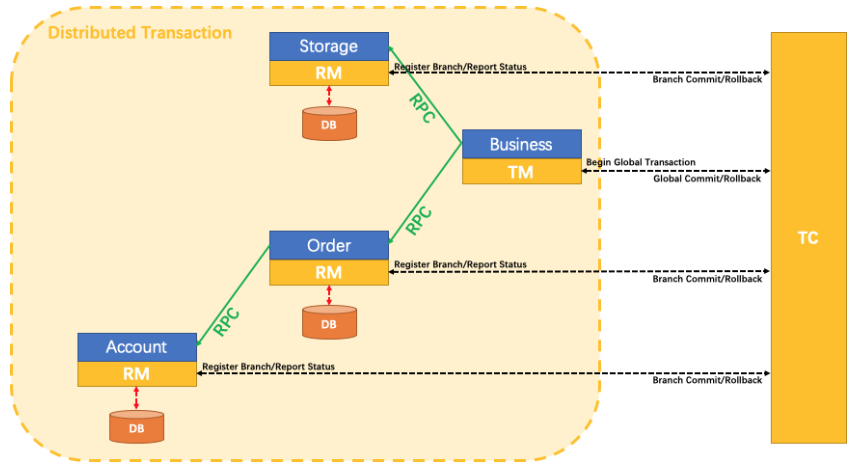 Distributed Transaction
Storage
RM
DB
RPC
Register Branch/Report Status
Branch Commit/Rollback
Business
TM
Begin Global Transaction
Global Commit/Rollback
TC
RPC
Order
RM
DB
Register Branch/Report Status
Branch Commit/Rollback
RPC
Account
RM
DB
Register Branch/Report Status
Branch Commit/Rollback